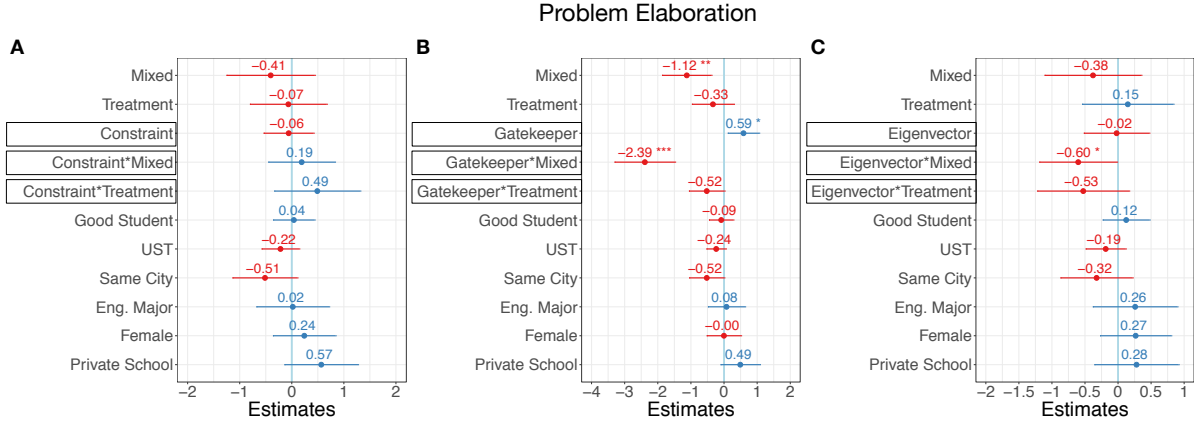 Problem Elaboration
A
Mixed −0.41
Treatment −0.07
Constraint −0.06
Constraint*Mixed 0.19
Constraint*Treatment 0.49
Good Student 0.04
UST −0.22
Same City −0.51
Eng. Major 0.02
Female 0.24
Private School 0.57
−2 −1 0 1 2
Estimates
B
Mixed −1.12 **
Treatment −0.33
Gatekeeper 0.59 *
Gatekeeper*Mixed −2.39 ***
Gatekeeper*Treatment −0.52
Good Student −0.09
UST −0.24
Same City −0.52
Eng. Major 0.08
Female −0.00
Private School 0.49
−4 −3 −2 −1 0 1 2
Estimates
C
Mixed −0.38
Treatment 0.15
Eigenvector −0.02
Eigenvector*Mixed −0.60 *
Eigenvector*Treatment −0.53
Good Student 0.12
UST −0.19
Same City −0.32
Eng. Major 0.26
Female 0.27
Private School 0.28
−2 −1.5 −1 −0.5 0 0.5 1
Estimates